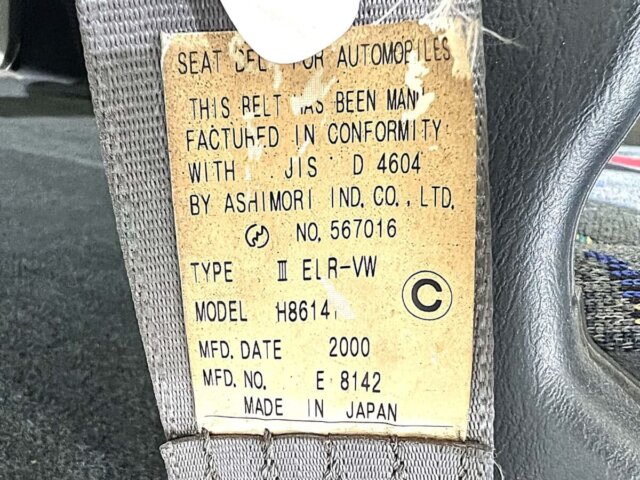 SEAT BELT FOR AUTOMOBILES
THIS BELT HAS BEEN MANU
FACTURED IN CONFORMITY
WITH JIS D 4604
BY ASHIMORI IND. CO., LTD.
NO. 567016
TYPE III ELR-VW
C
MODEL H8614
MFD. DATE 2000
MFD. NO. E 8142
MADE IN JAPAN